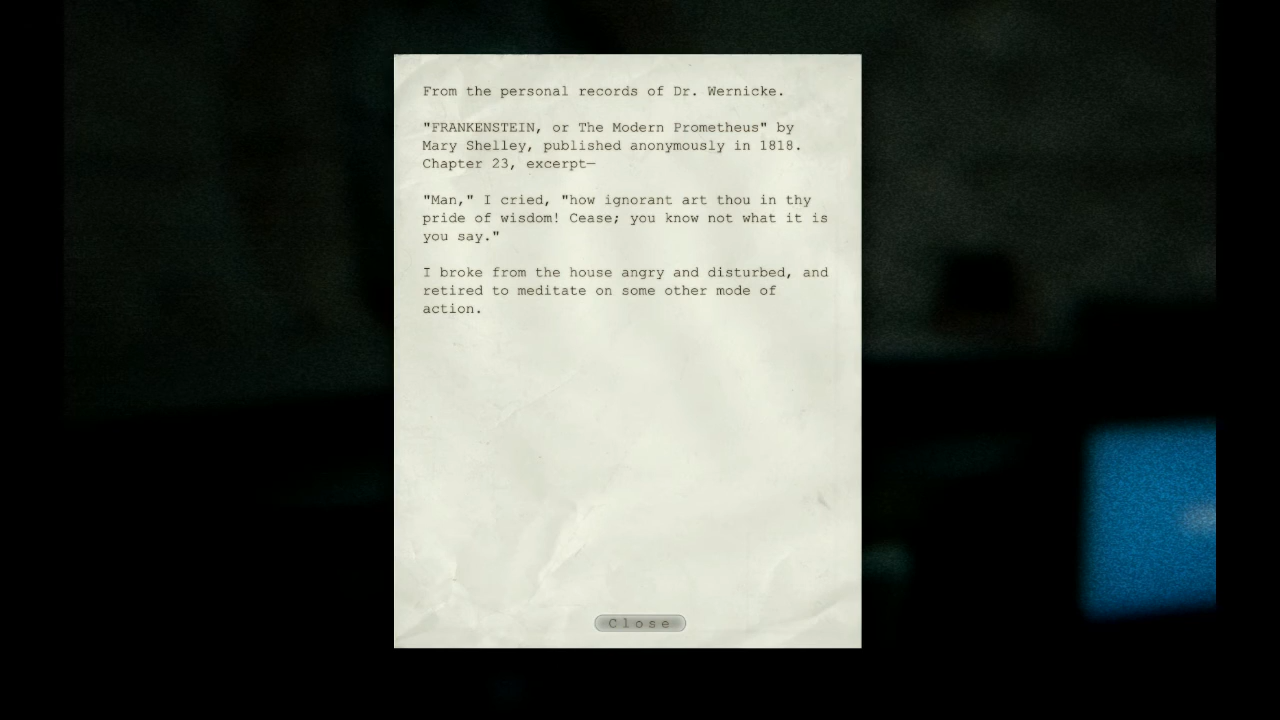 From the personal records of Dr. Wernicke.
"FRANKENSTEIN, or The Modern Prometheus" by
Mary Shelley, published anonymously in 1818.
Chapter 23, excerpt—
"Man," I cried, "how ignorant art thou in thy
pride of wisdom! Cease; you know not what it is
you say."
I broke from the house angry and disturbed, and
retired to meditate on some other mode of
action.
Close